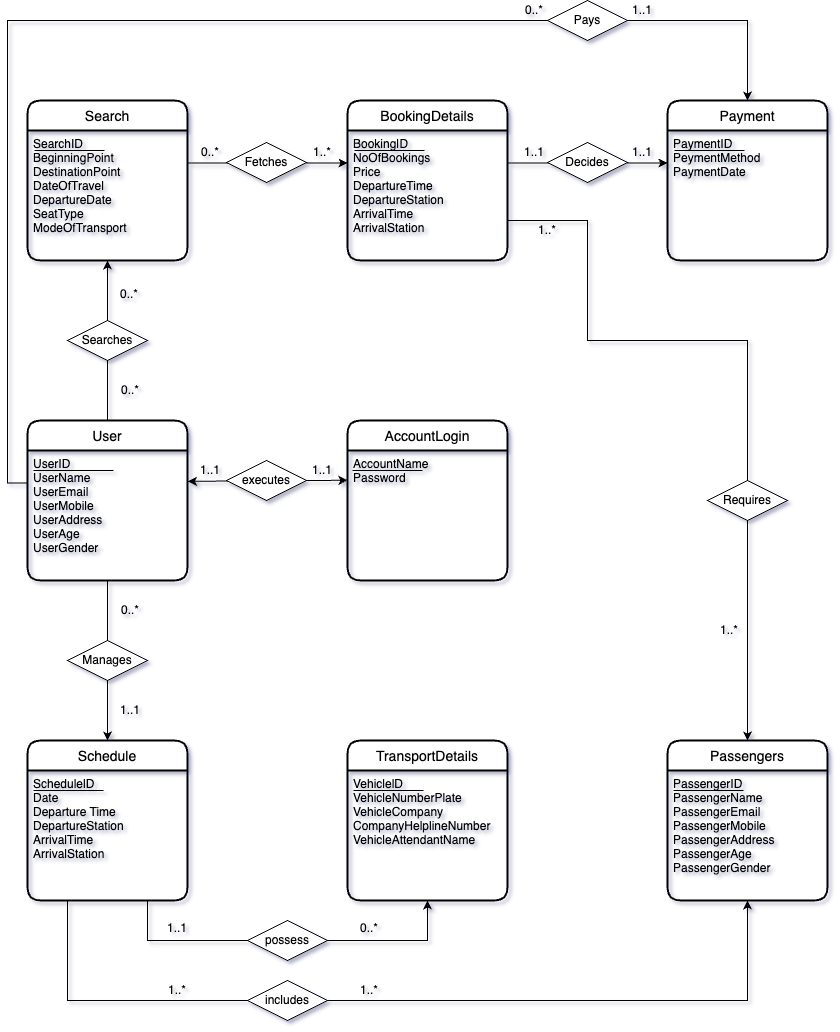 0..*
Pays
1..1
Search
SearchID
BeginningPoint
DestinationPoint
DateOfTravel
DepartureDate
SeatType
ModeOfTransport
0..*
Fetches
1..*
BookingDetails
BookingID
NoOfBookings
Price
DepartureTime
DepartureStation
ArrivalTime
ArrivalStation
1..1
Decides
1..1
Payment
PaymentID
PeymentMethod
PaymentDate
1..*
0..*
Searches
0..*
User
UserID
UserName
UserEmail
UserMobile
UserAddress
UserAge
UserGender
1..1
executes
1..1
AccountLogin
AccountName
Password
Requires
1..*
0..*
Manages
1..1
Schedule
ScheduleID
Date
Departure Time
DepartureStation
ArrivalTime
ArrivalStation
TransportDetails
VehicleID
VehicleNumberPlate
VehicleCompany
CompanyHelplineNumber
VehicleAttendantName
Passengers
PassengerID
PassengerName
PassengerEmail
PassengerMobile
PassengerAddress
PassengerAge
PassengerGender
1..1
possess
0..*
1..*
includes
1..*